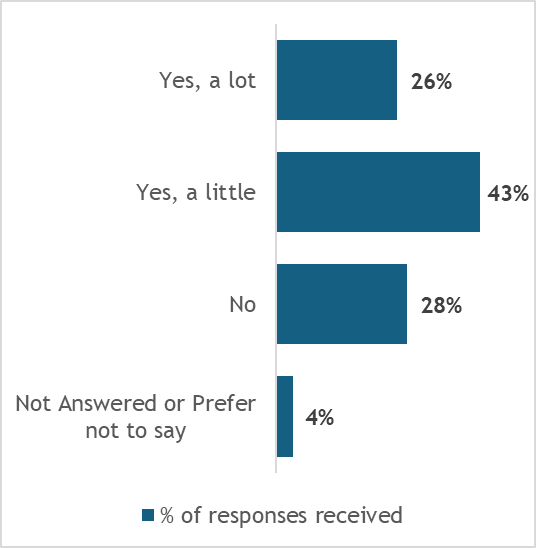 Yes, a lot
26%
Yes, a little
43%
No
28%
Not Answered or Prefer
not to say
4%
% of responses received